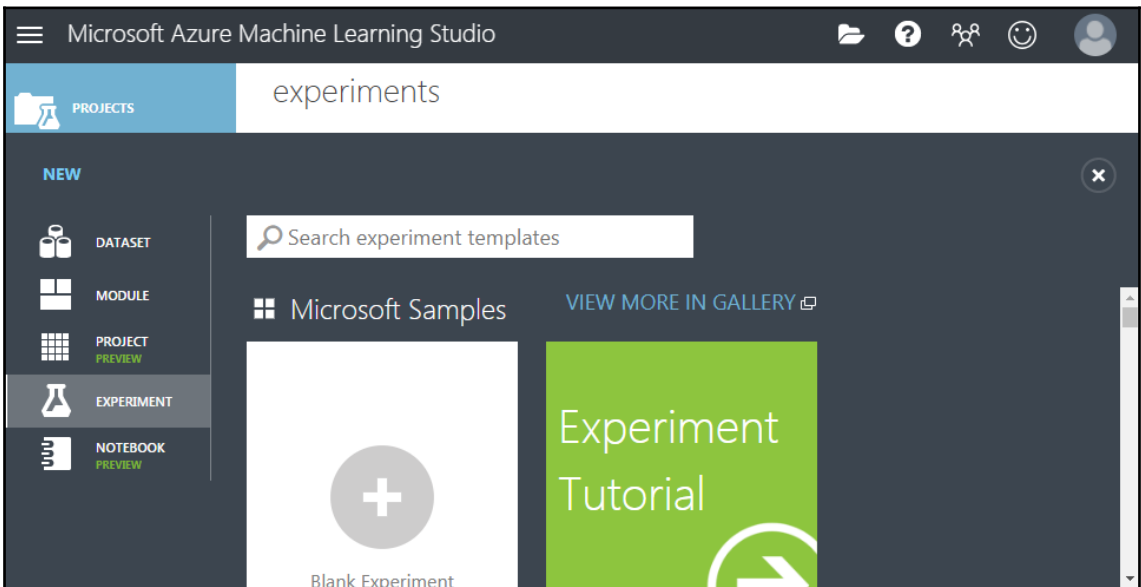 Microsoft Azure Machine Learning Studio
PROJECTS
experiments
NEW
DATASET
MODULE
PROJECT
PREVIEW
EXPERIMENT
NOTEBOOK
PREVIEW
Search experiment templates
Microsoft Samples
VIEW MORE IN GALLERY
Blank Experiment
Experiment
Tutorial